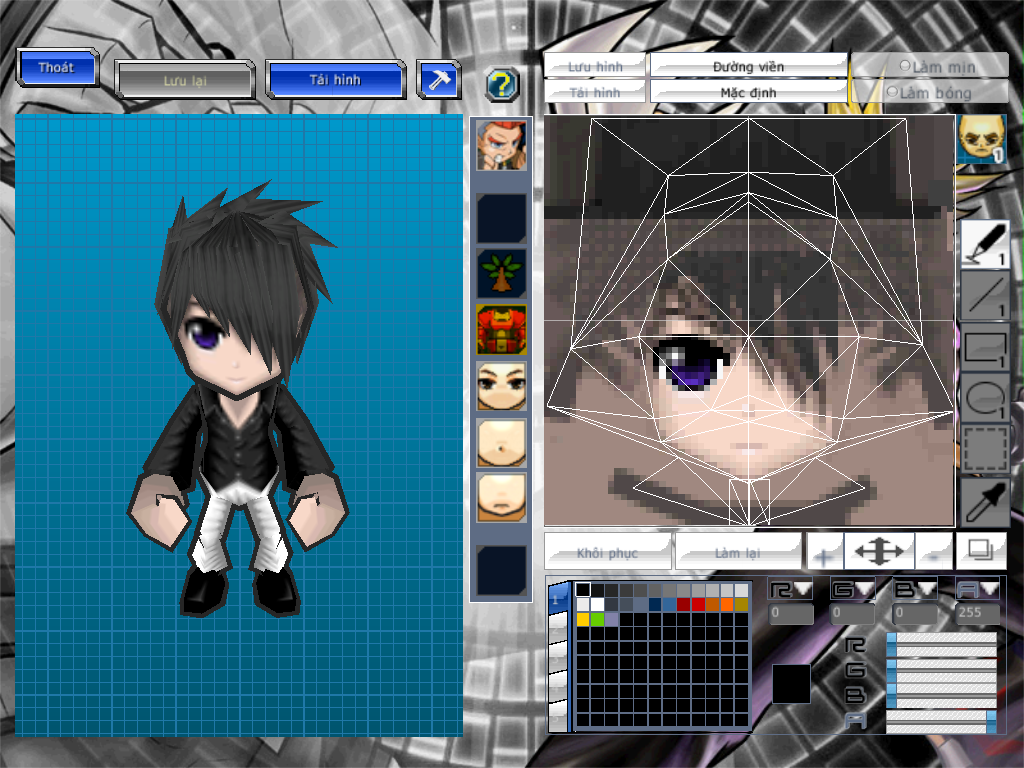 Thoát
Lưu lại
Tải hình
?
Lưu hình
Đường viền
Làm mịn
Tải hình
Mặc định
Làm bóng
1
1
1
1
1
Khôi phục
Làm lại
+
-
1
R
G
B
A
0
0
0
255
R
G
B
A